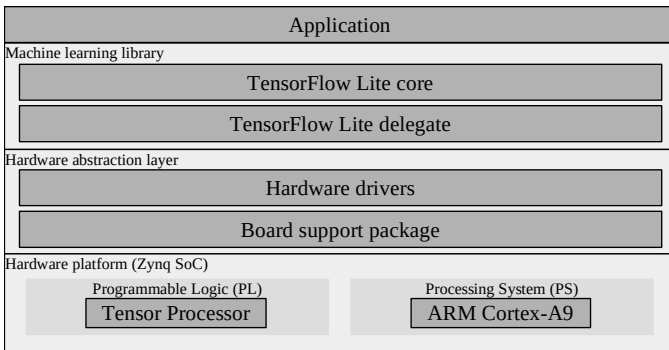 Application
Machine learning library
TensorFlow Lite core
TensorFlow Lite delegate
Hardware abstraction layer
Hardware drivers
Board support package
Hardware platform (Zynq SoC)
Programmable Logic (PL)
Tensor Processor
Processing System (PS)
ARM Cortex-A9